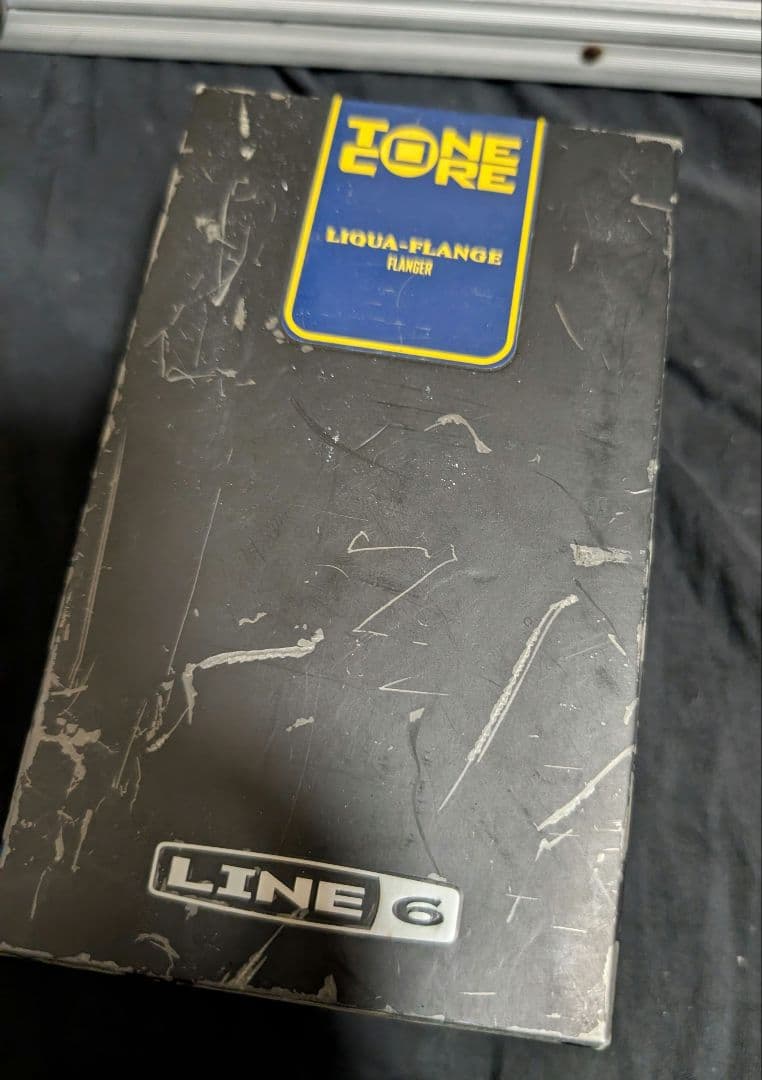 TONE
CORE
LIQUA-FLANGE
FLANGER
LINE 6